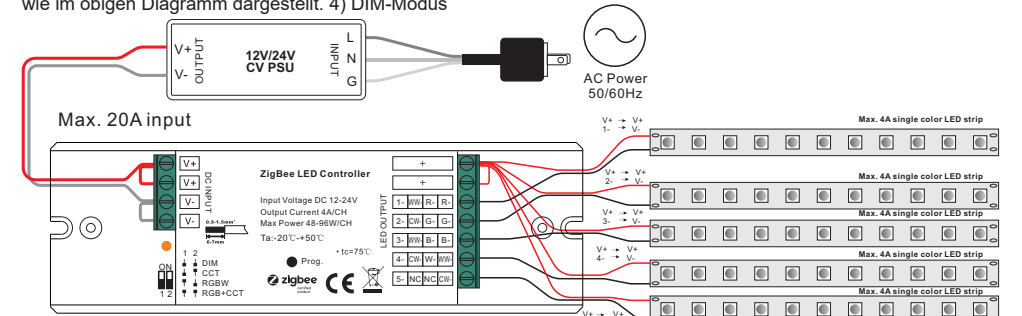 wie im obigen Diagramm dargestellt. 4) DIM-Modus
V+
V-
OUTPUT
12V/24V
CV PSU
INPUT
L
N
G
AC Power
50/60Hz
Max. 20A input
V+
V+
V-
V-
DC INPUT
0.5-1.5mm²
6-7mm
ON
1 2
1 2
DIM
CCT
RGBW
RGB+CCT
ZigBee LED Controller
Input Voltage DC 12-24V
Output Current 4A/CH
Max Power 48-96W/CH
Ta:-20℃-+50℃
• tc=75℃
Prog.
zigbee
certified
product
CE
LED OUTPUT
+
+
1- WW- R- R-
2- CW- G- G-
3- WW- B- B-
4- CW- W- WW-
5- NC NC CW-
V+ → V+
1- → V-
Max. 4A single color LED strip
V+ → V+
2- → V-
Max. 4A single color LED strip
V+ → V+
3- → V-
Max. 4A single color LED strip
V+ → V+
4- → V-
Max. 4A single color LED strip
V+ → V+
Max. 4A single color LED strip